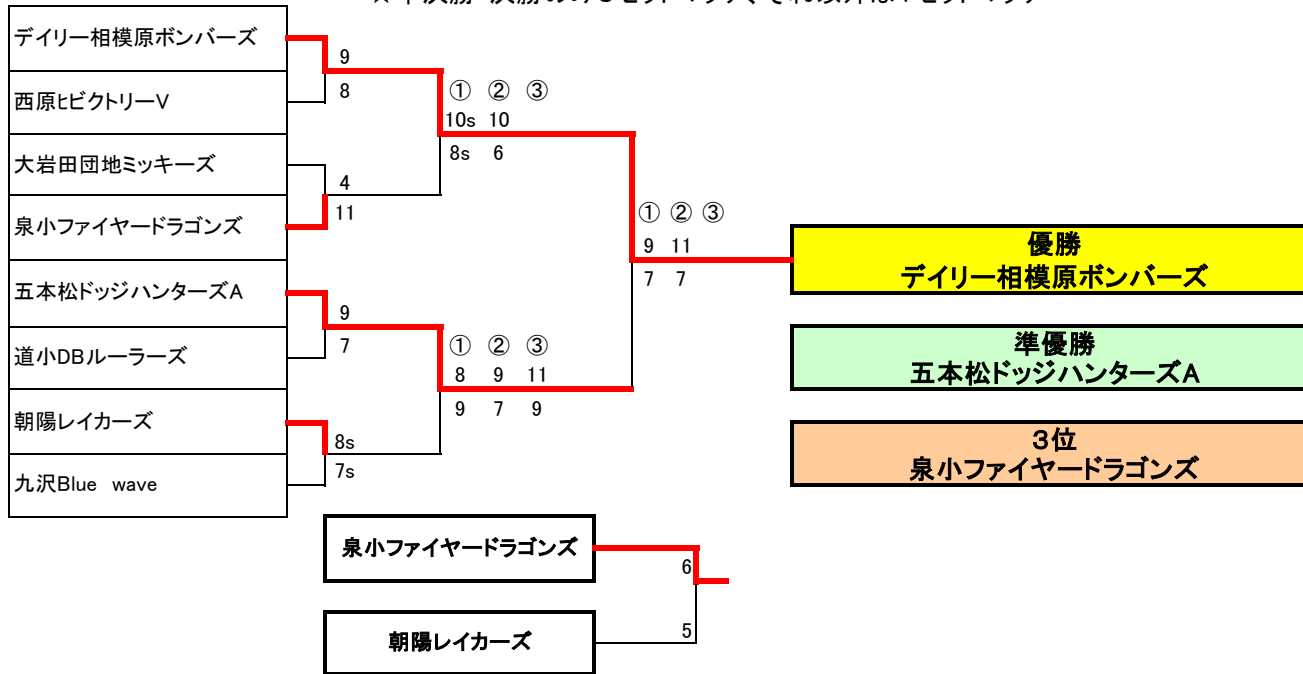 デイリー相模原ボンバーズ
9
西原ヒビクトリーV
8
① ② ③
10s 10
8s 6
大岩田団地ミッキーズ
4
泉小ファイヤードラゴンズ
11
① ② ③
9 11
7 7
優勝
デイリー相模原ボンバーズ
五本松ドッジハンターズA
9
道小DBルーラーズ
7
① ② ③
8 9 11
9 7 9
準優勝
五本松ドッジハンターズA
朝陽レイカーズ
8s
九沢Blue wave
7s
3位
泉小ファイヤードラゴンズ
泉小ファイヤードラゴンズ
6
朝陽レイカーズ
5